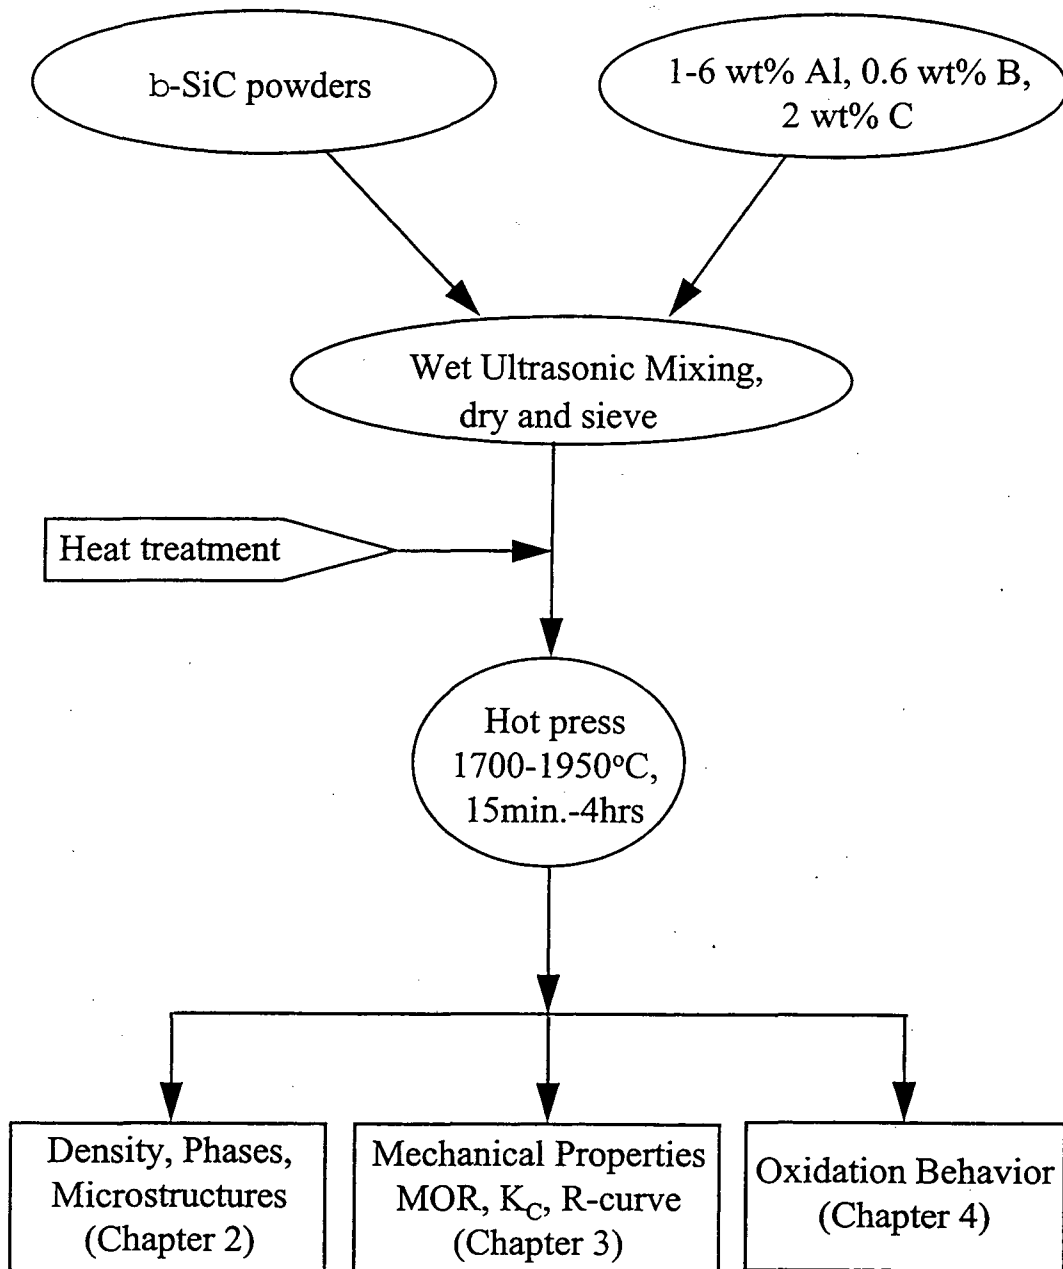 b-SiC powders
1-6 wt% Al, 0.6 wt% B,
2 wt% C
Wet Ultrasonic Mixing,
dry and sieve
Heat treatment
Hot press
1700-1950°C,
15min.-4hrs
Density, Phases,
Microstructures
(Chapter 2)
Mechanical Properties
MOR, K_C, R-curve
(Chapter 3)
Oxidation Behavior
(Chapter 4)